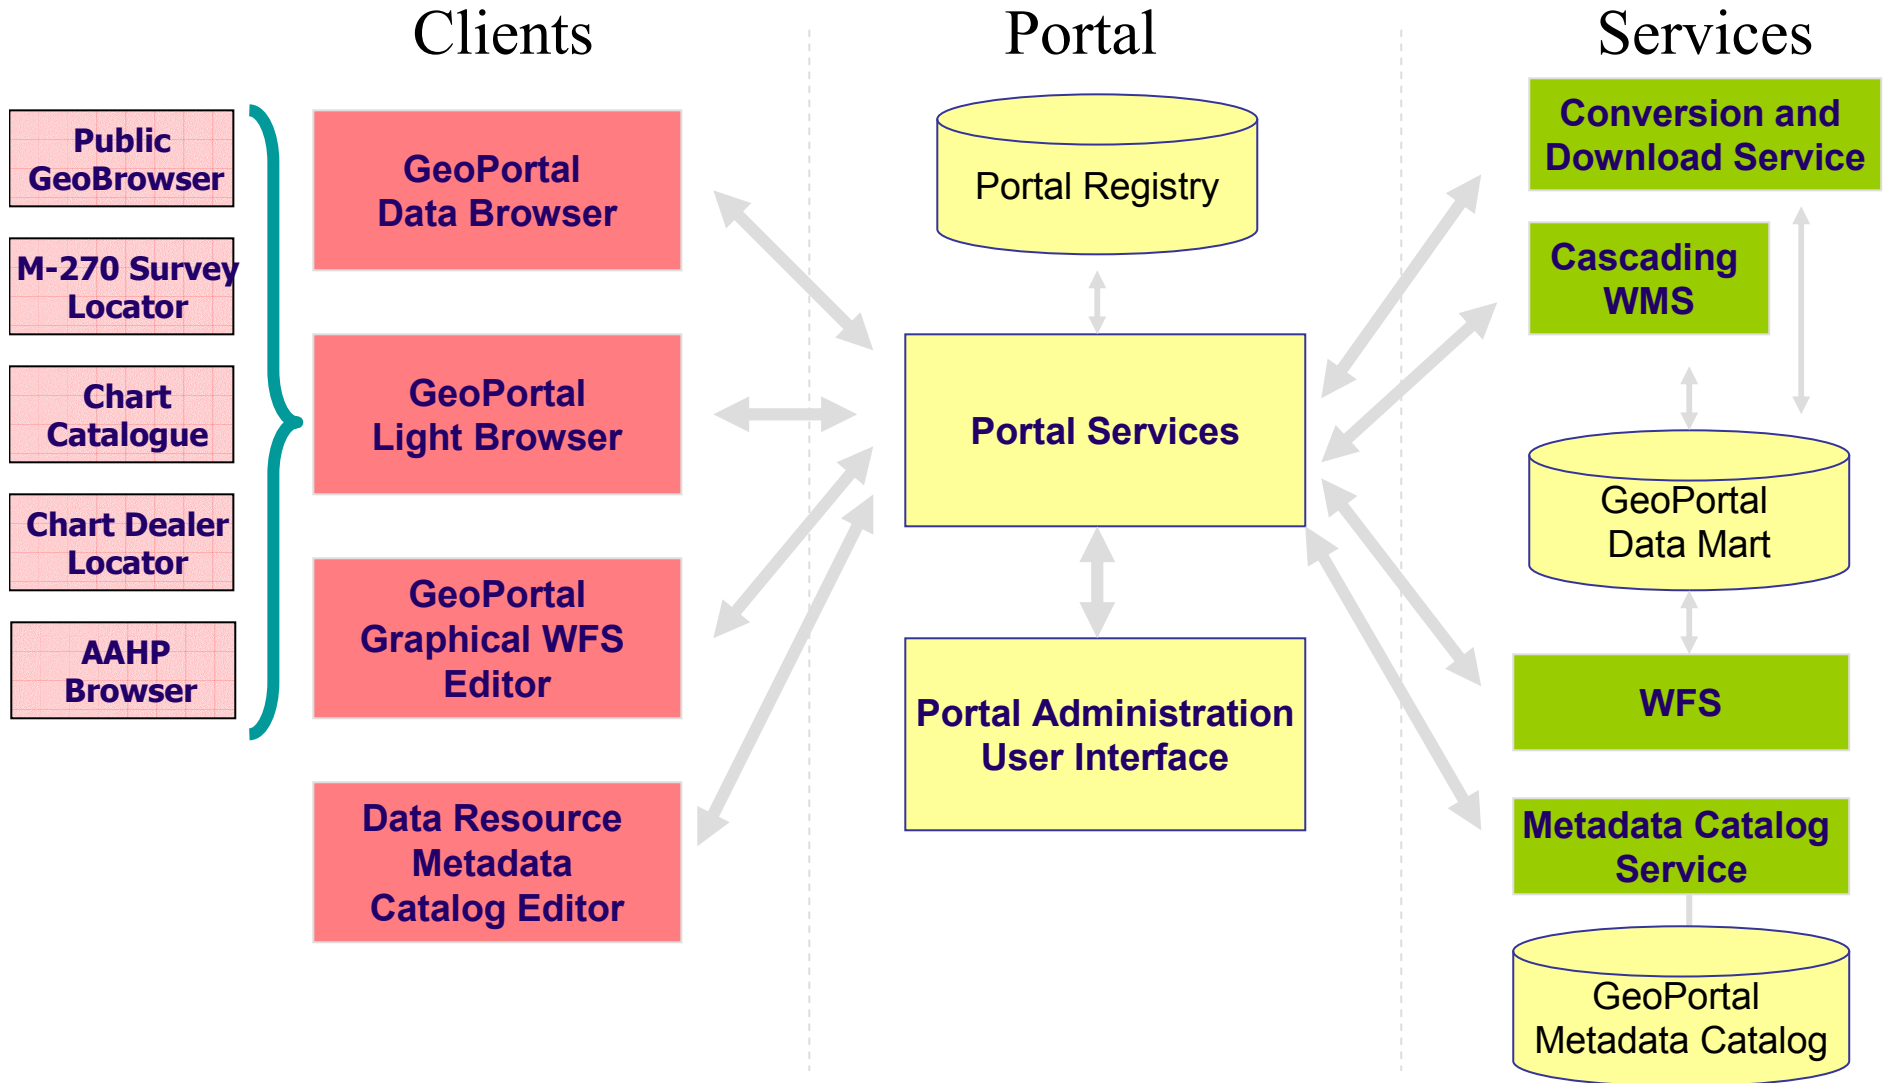 Clients
Portal
Services
Public
GeoBrowser
M-270 Survey
Locator
Chart
Catalogue
Chart Dealer
Locator
AAHP
Browser
GeoPortal
Data Browser
GeoPortal
Light Browser
GeoPortal
Graphical WFS
Editor
Data Resource
Metadata
Catalog Editor
Portal Registry
Portal Services
Portal Administration
User Interface
Conversion and
Download Service
Cascading
WMS
GeoPortal
Data Mart
WFS
Metadata Catalog
Service
GeoPortal
Metadata Catalog